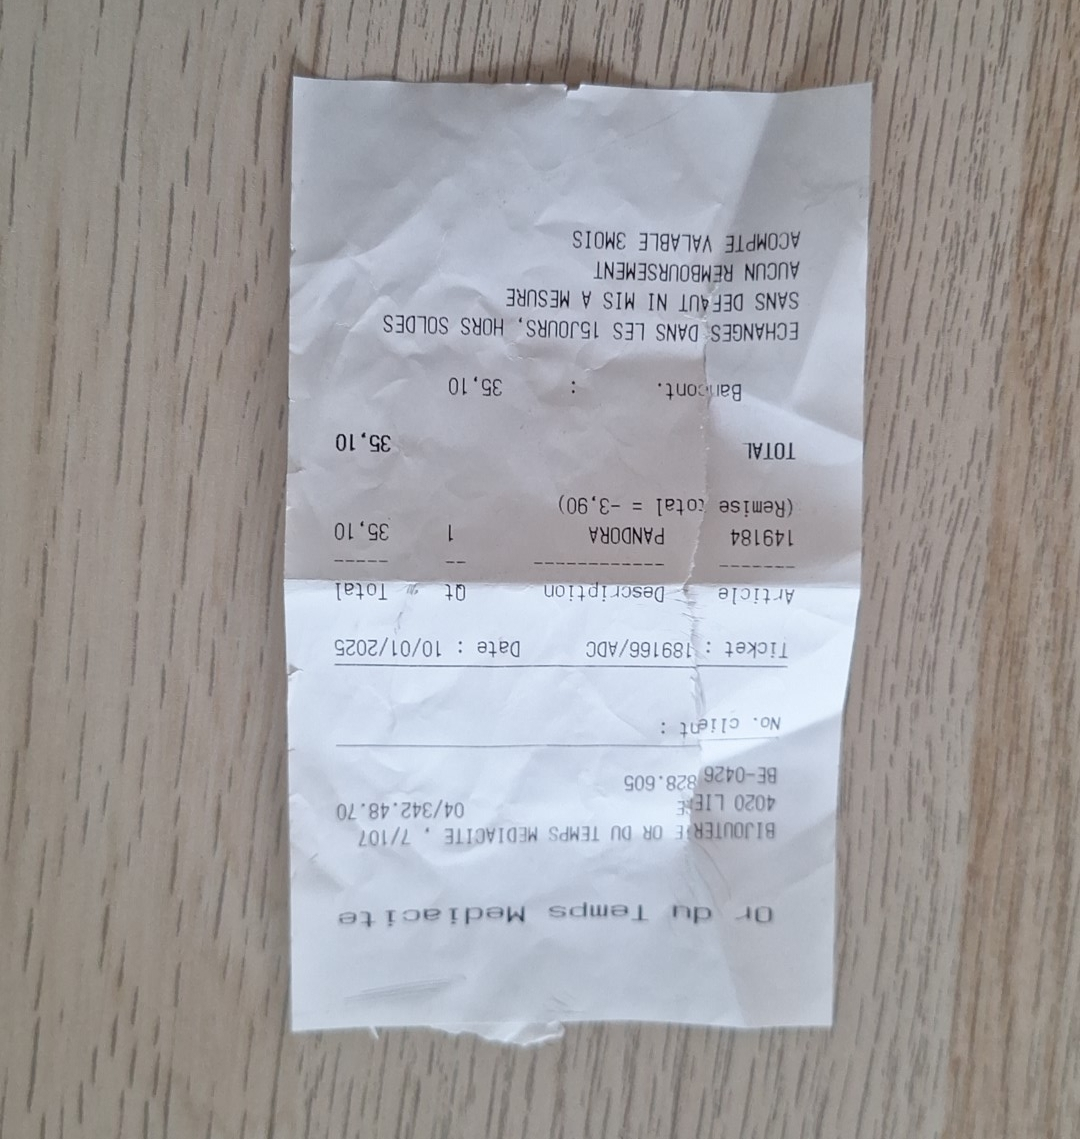 Or du Temps Mediacite
BIJOUTERIE OR DU TEMPS MEDIACITE , 7/107
4020 LIEGE 04/342.48.70
BE-0426 828.605
No. client :
Ticket : 189166/ADC Date : 10/01/2025
Article Description Qt Total
------- -------------- -- -----
149184 PANDORA 1 35,10
(Remise total = -3,90)
TOTAL 35,10
Bancont. : 35,10
ECHANGES DANS LES 15JOURS, HORS SOLDES
SANS DEFAUT NI MIS A MESURE
AUCUN REMBOURSEMENT
ACOMPTE VALABLE 3MOIS